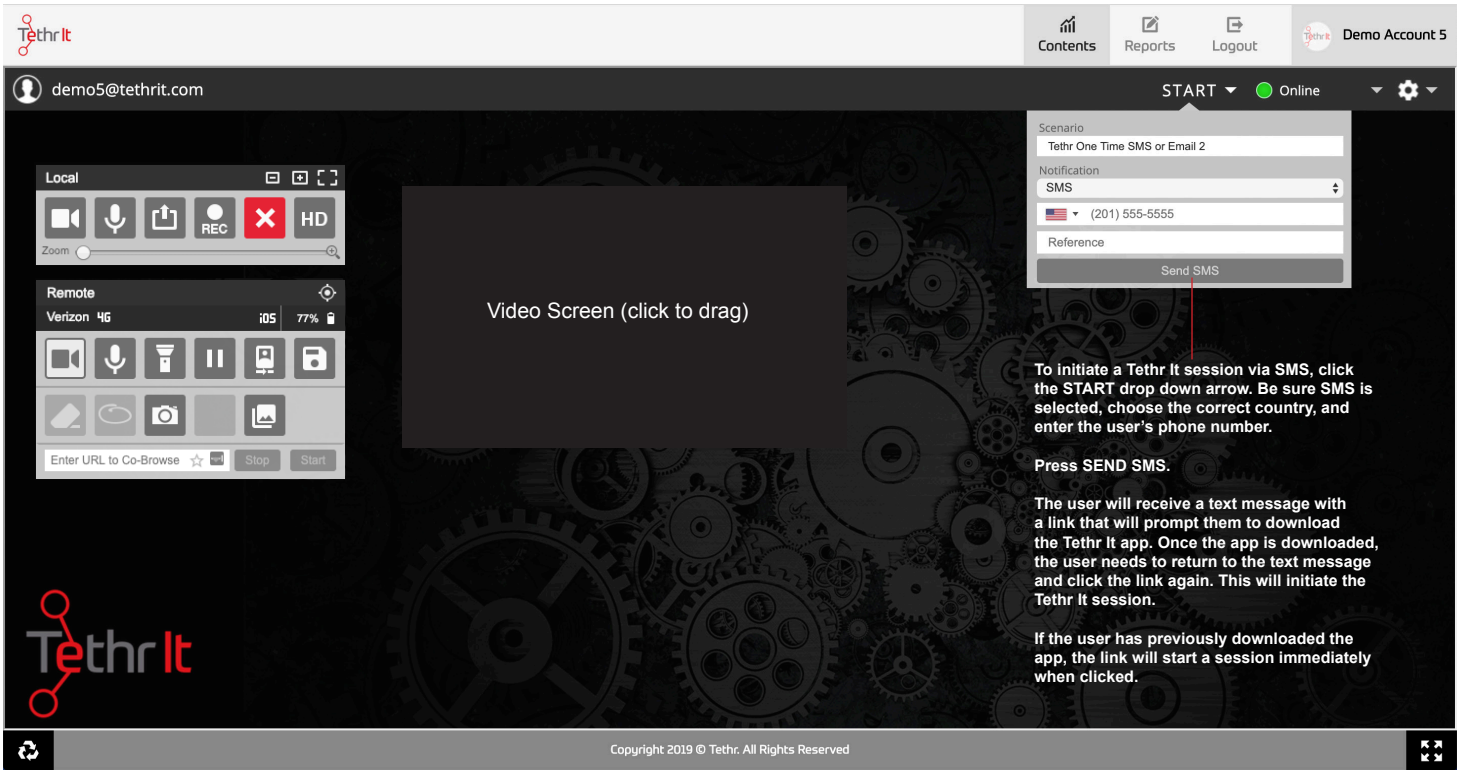 Tethr It
Contents
Reports
Logout
Tethr It
Demo Account 5
demo5@tethrit.com
START
Online
Scenario
Tethr One Time SMS or Email 2
Notification
SMS
(201) 555-5555
Reference
Send SMS
Local
REC
HD
Zoom
Remote
Verizon 4G
iOS
77%
Enter URL to Co-Browse
Stop
Start
Video Screen (click to drag)
To initiate a Tethr It session via SMS, click
the START drop down arrow. Be sure SMS is
selected, choose the correct country, and
enter the user's phone number.
Press SEND SMS.
The user will receive a text message with
a link that will prompt them to download
the Tethr It app. Once the app is downloaded,
the user needs to return to the text message
and click the link again. This will initiate the
Tethr It session.
If the user has previously downloaded the
app, the link will start a session immediately
when clicked.
Tethr It
Copyright 2019 © Tethr. All Rights Reserved